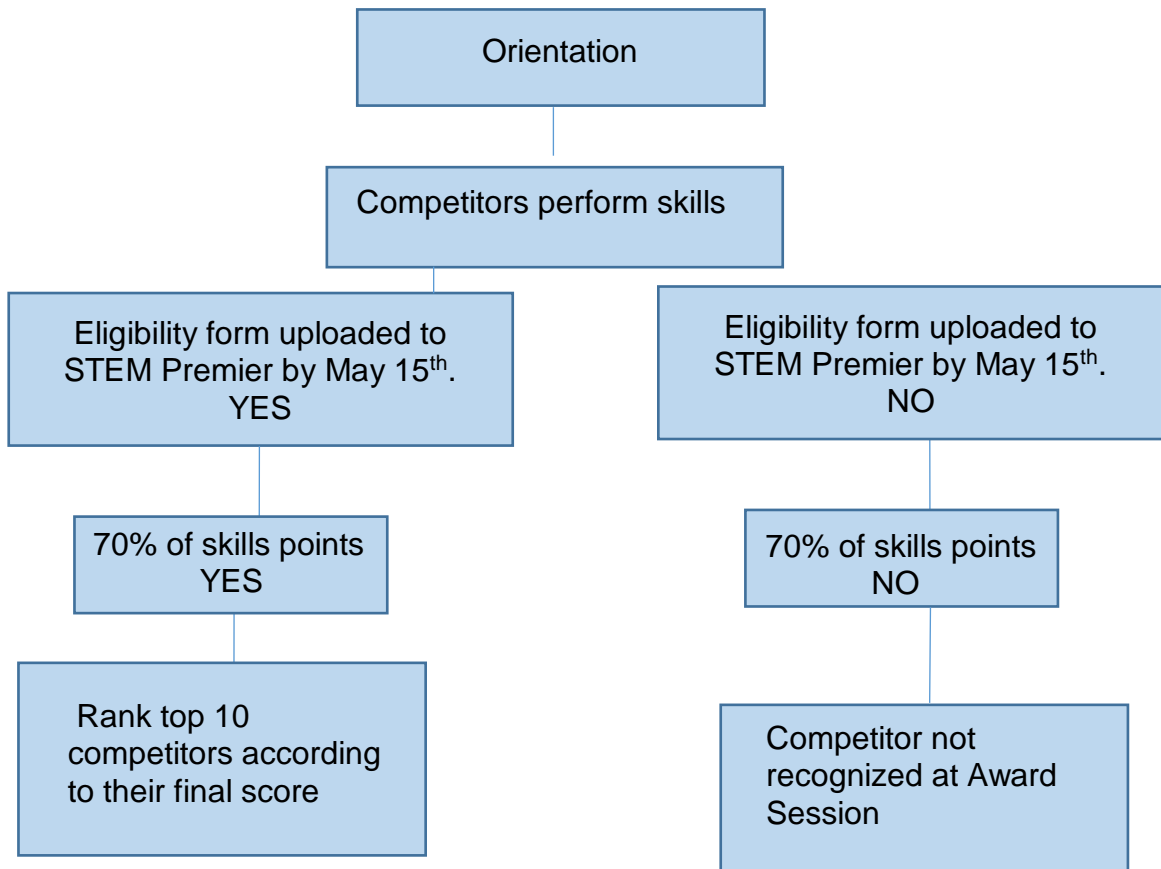 Orientation
Competitors perform skills
Eligibility form uploaded to
STEM Premier by May 15th.
YES
Eligibility form uploaded to
STEM Premier by May 15th.
NO
70% of skills points
YES
70% of skills points
NO
Rank top 10
competitors according
to their final score
Competitor not
recognized at Award
Session